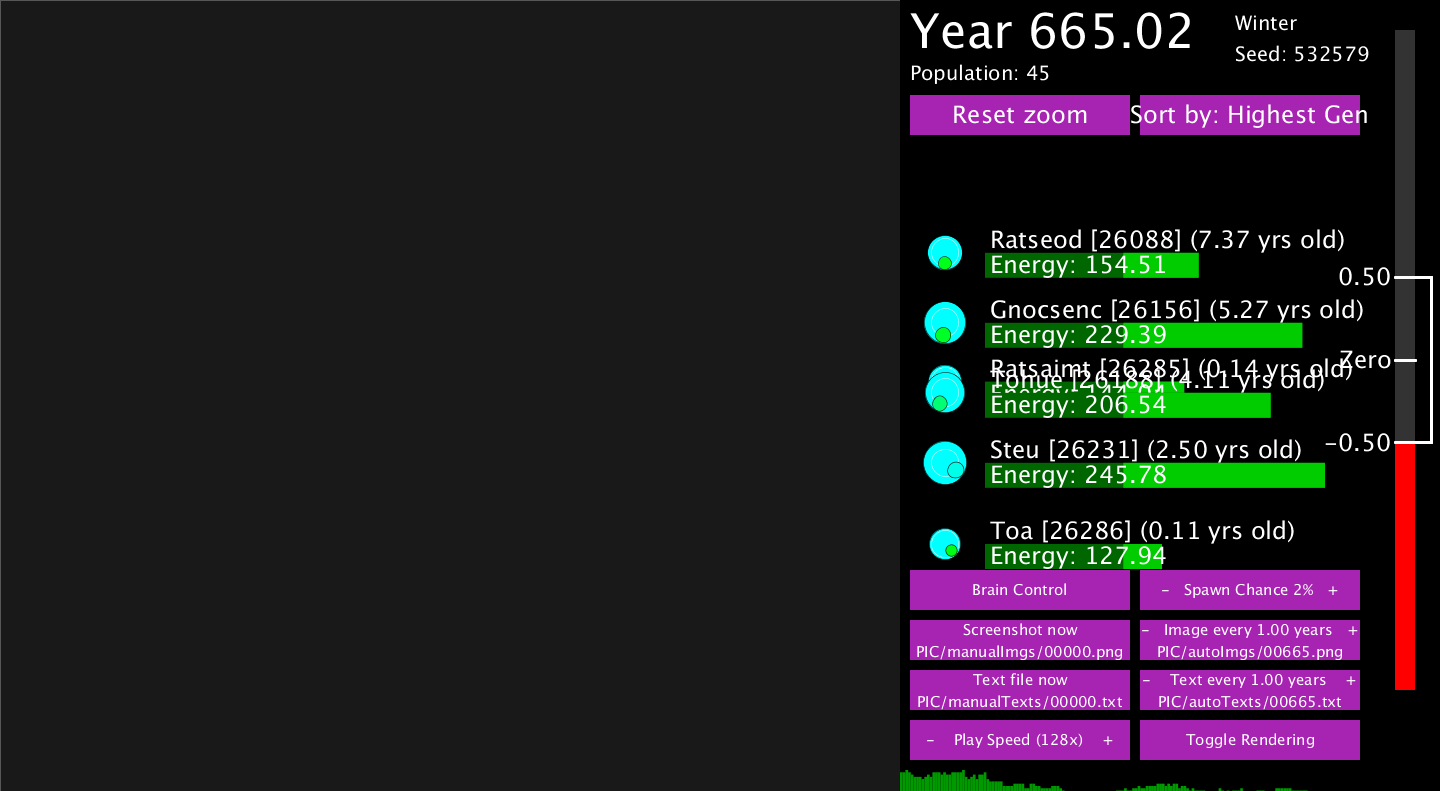 Year 665.02
Winter
Seed: 532579
Population: 45
Reset zoom
Sort by: Highest Gen
Ratseod [26088] (7.37 yrs old)
Energy: 154.51
0.50
Gnocsenc [26156] (5.27 yrs old)
Energy: 229.39
Zero
Ratsaimt [26285] (0.14 yrs old)
Tohue [26188] (4.11 yrs old)
Energy: 206.54
-0.50
Steu [26231] (2.50 yrs old)
Energy: 245.78
Toa [26286] (0.11 yrs old)
Energy: 127.94
Brain Control
- Spawn Chance 2% +
Screenshot now
PIC/manualImgs/00000.png
- Image every 1.00 years +
PIC/autoImgs/00665.png
Text file now
PIC/manualTexts/00000.txt
- Text every 1.00 years +
PIC/autoTexts/00665.txt
- Play Speed (128x) +
Toggle Rendering